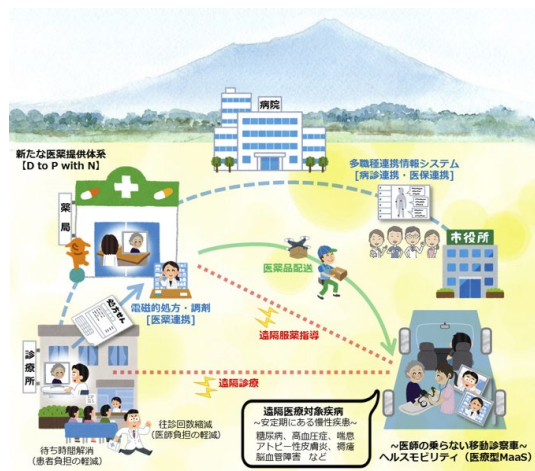 病院
新たな医薬提供体系
【D to P with N】
多職種連携情報システム
[病診連携・医保連携]
薬局
市役所
医薬品配送
処方せん
電磁的処方・調剤
[医薬連携]
遠隔服薬指導
診療所
遠隔診療
往診回数縮減
(医師負担の軽減)
待ち時間解消
(患者負担の軽減)
遠隔医療対象疾病
~安定期にある慢性疾患~
糖尿病、高血圧症、喘息
アトピー性皮膚炎、褥瘡
脳血管障害 など
~医師の乗らない移動診察車~
ヘルスモビリティ(医療型MaaS)